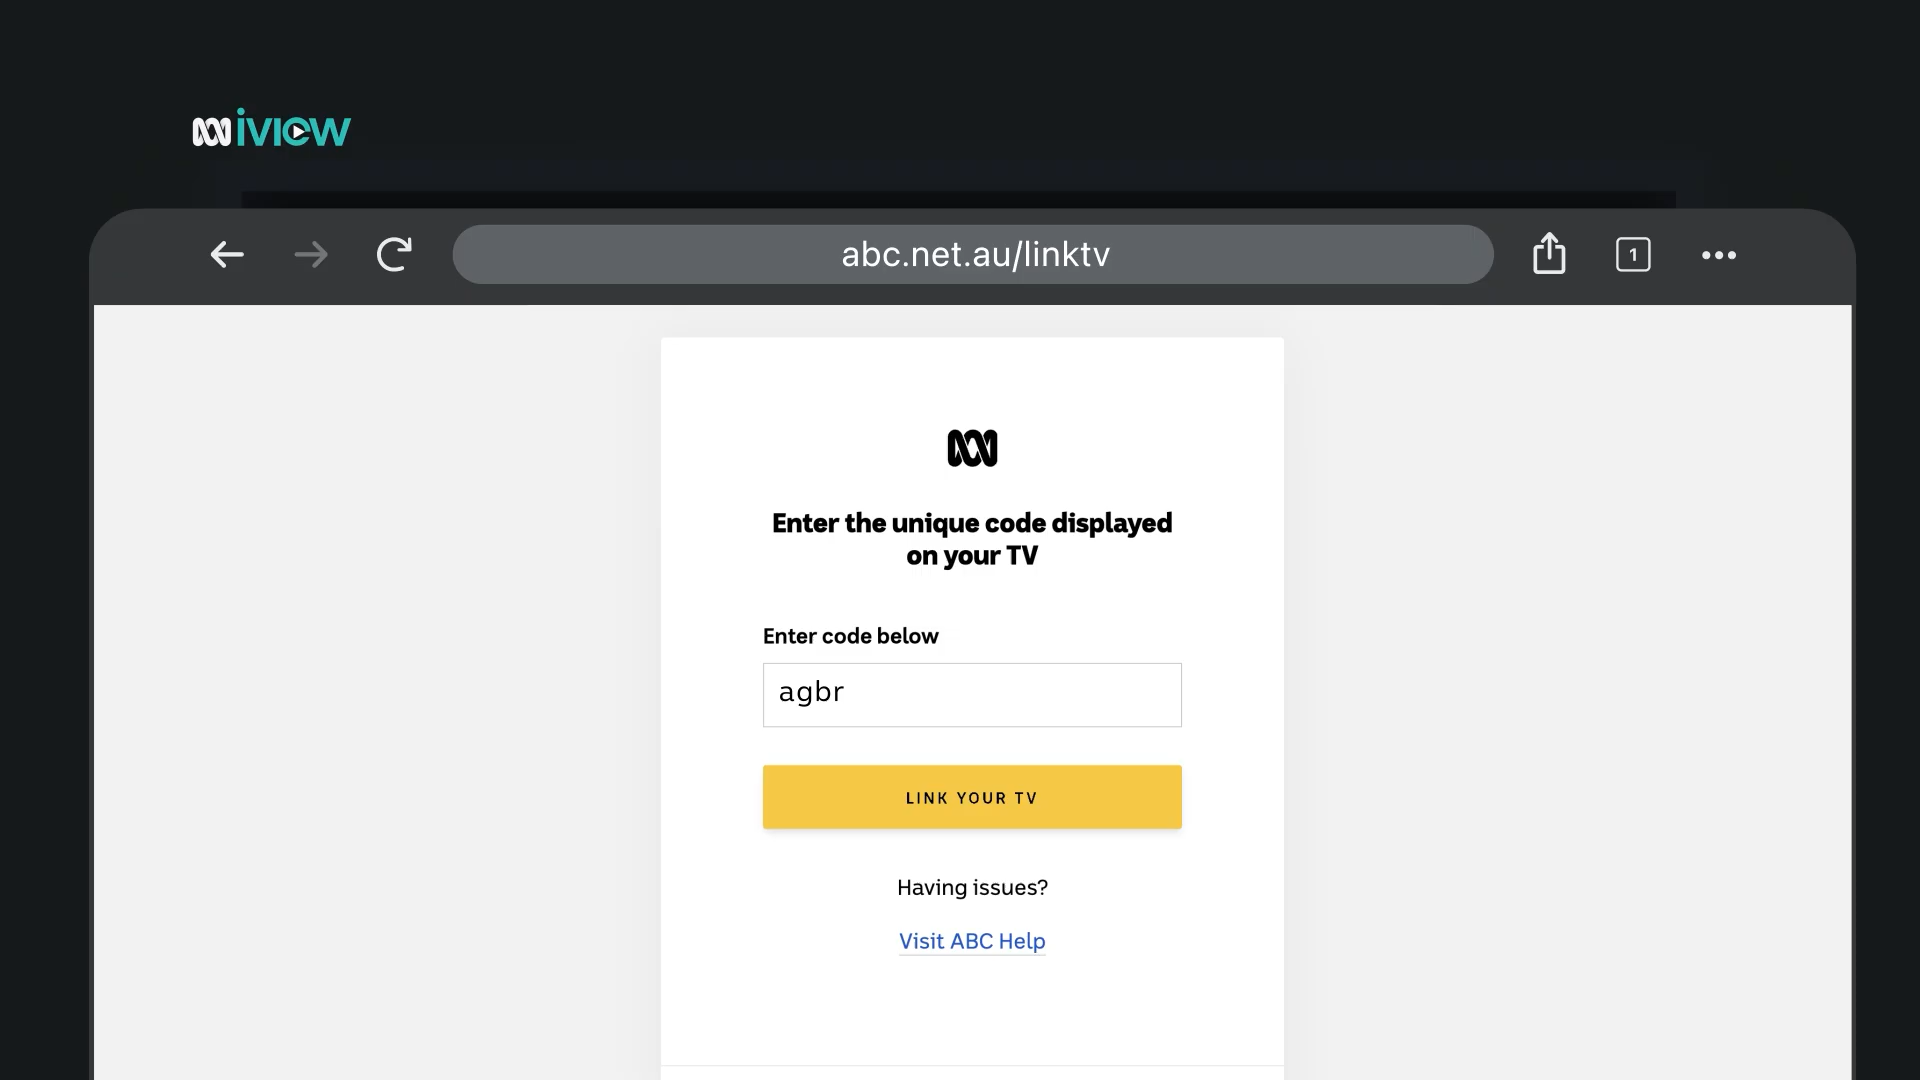 iview
abc.net.au/linktv
1
Enter the unique code displayed
on your TV
Enter code below
agbr
LINK YOUR TV
Having issues?
Visit ABC Help